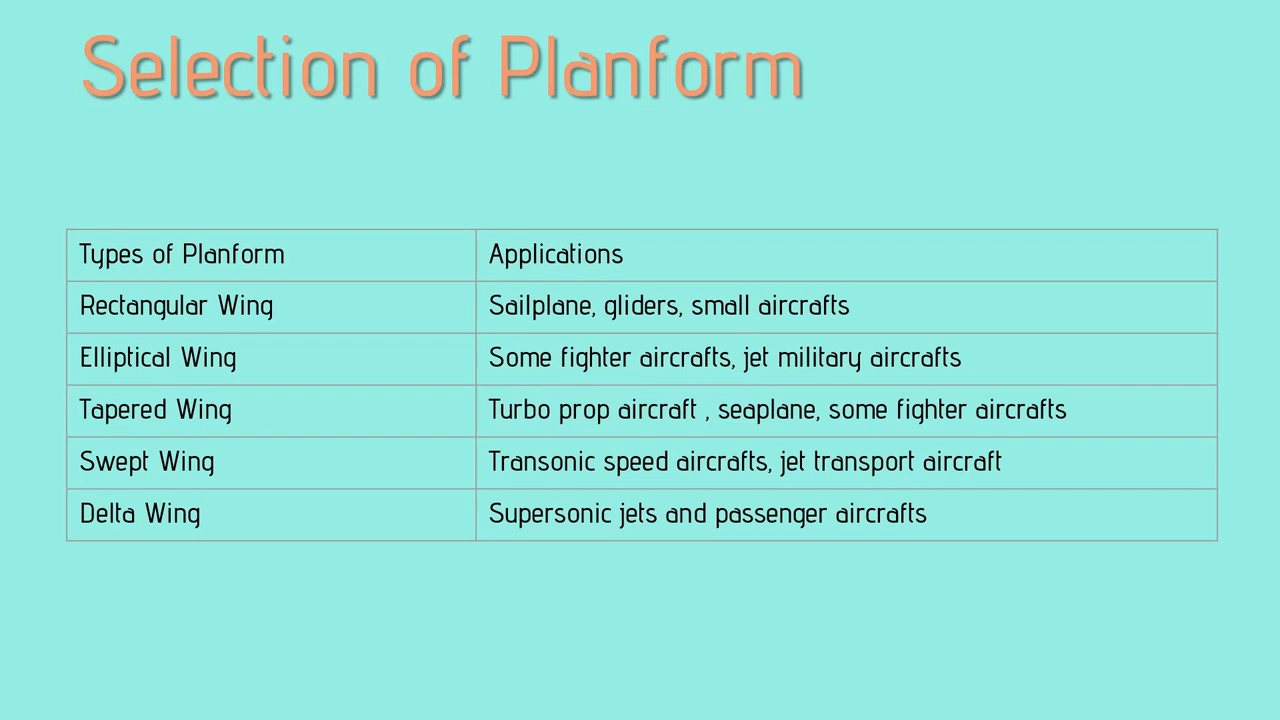 Selection of Planform
Types of Planform Applications
Rectangular Wing Sailplane, gliders, small aircrafts
Elliptical Wing Some fighter aircrafts, jet military aircrafts
Tapered Wing Turbo prop aircraft , seaplane, some fighter aircrafts
Swept Wing Transonic speed aircrafts, jet transport aircraft
Delta Wing Supersonic jets and passenger aircrafts